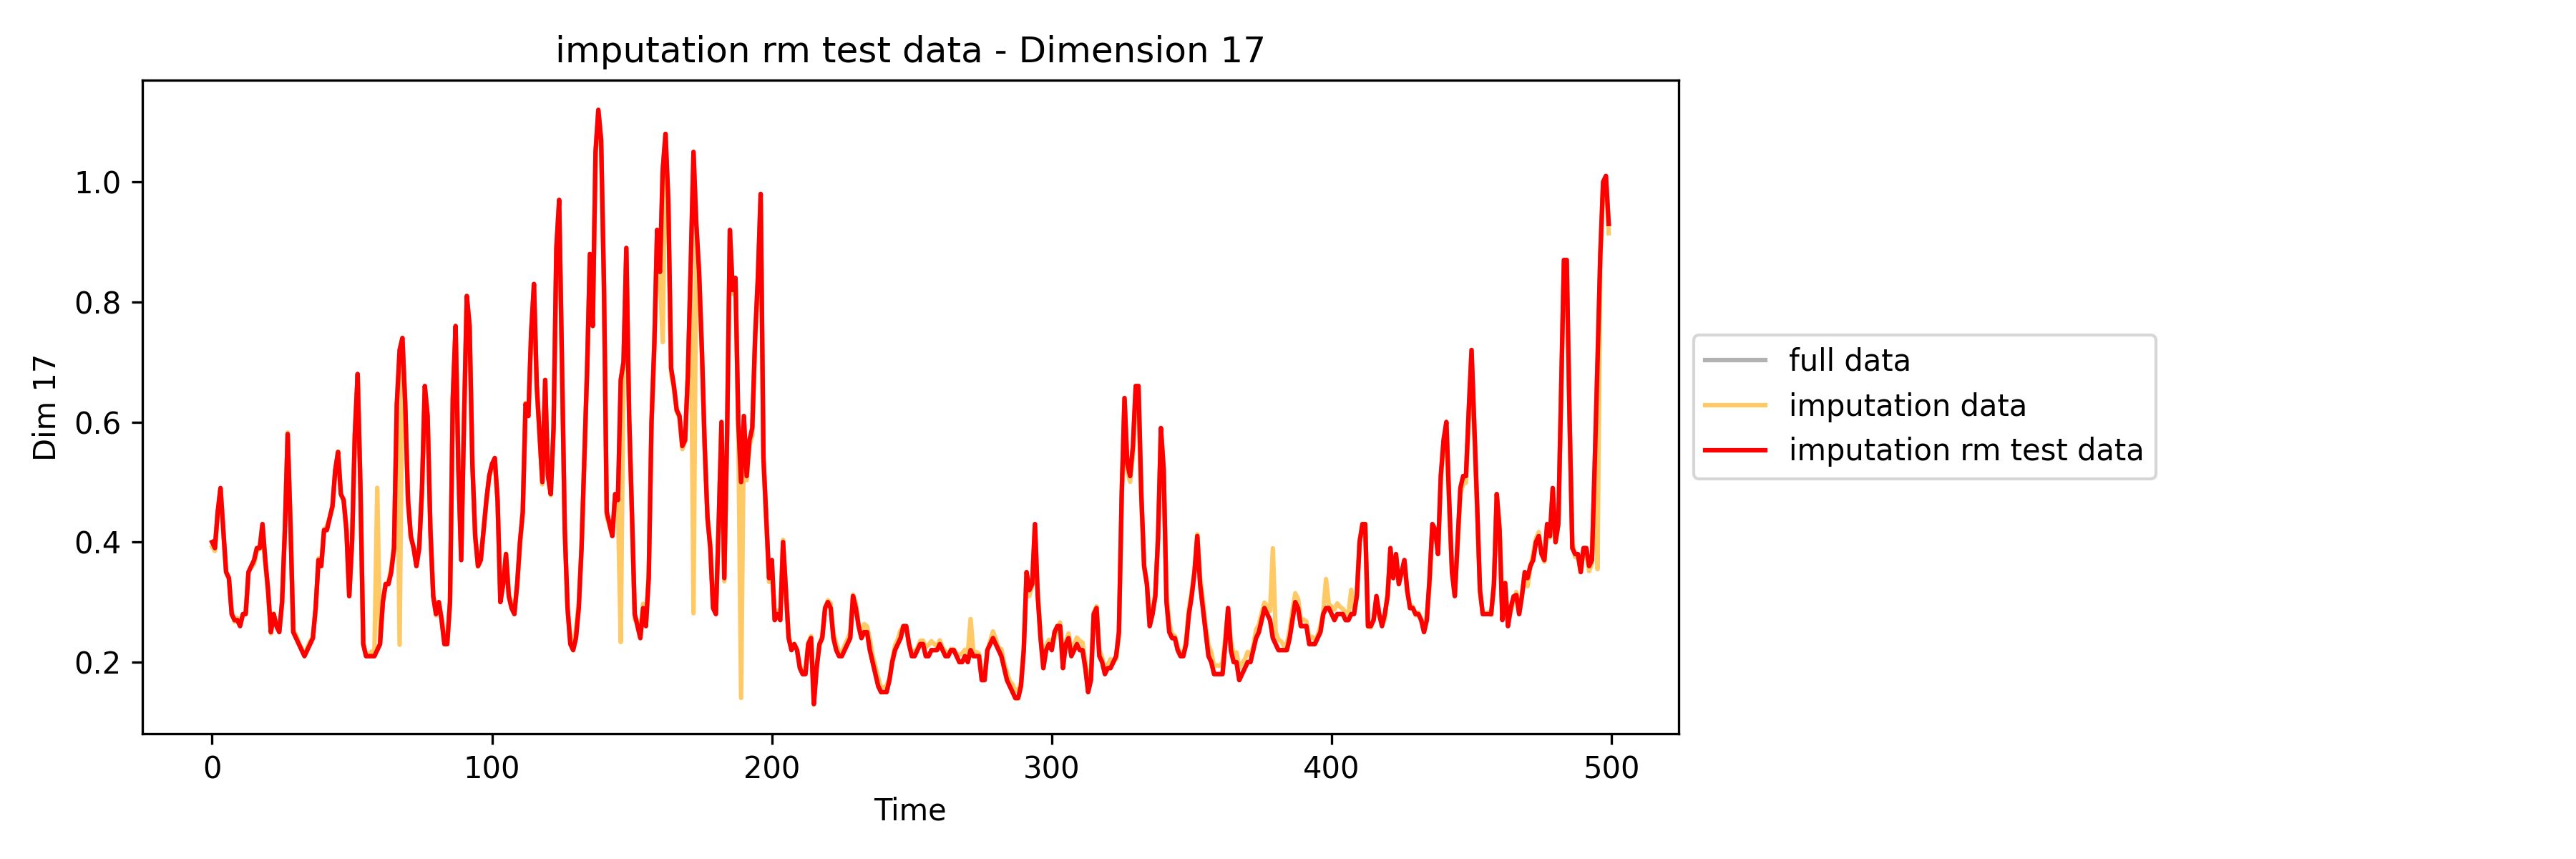 imputation rm test data - Dimension 17
1.0
0.8
0.6
0.4
0.2
Dim 17
0
100
200
300
400
500
Time
full data
imputation data
imputation rm test data